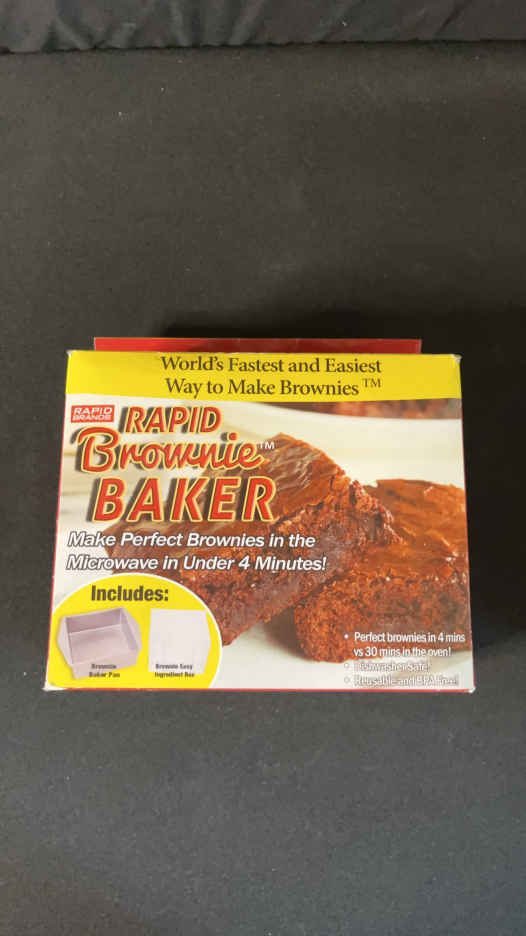 World's Fastest and Easiest
Way to Make Brownies ™
RAPID
BRANDS
RAPID
Brownie™
BAKER
Make Perfect Brownies in the
Microwave in Under 4 Minutes!
Includes:
Brownie
Baker Pan
Brownie Easy
Ingredient Box
• Perfect brownies in 4 mins
vs 30 mins in the oven!
• Dishwasher Safe!
• Reusable and BPA Free!